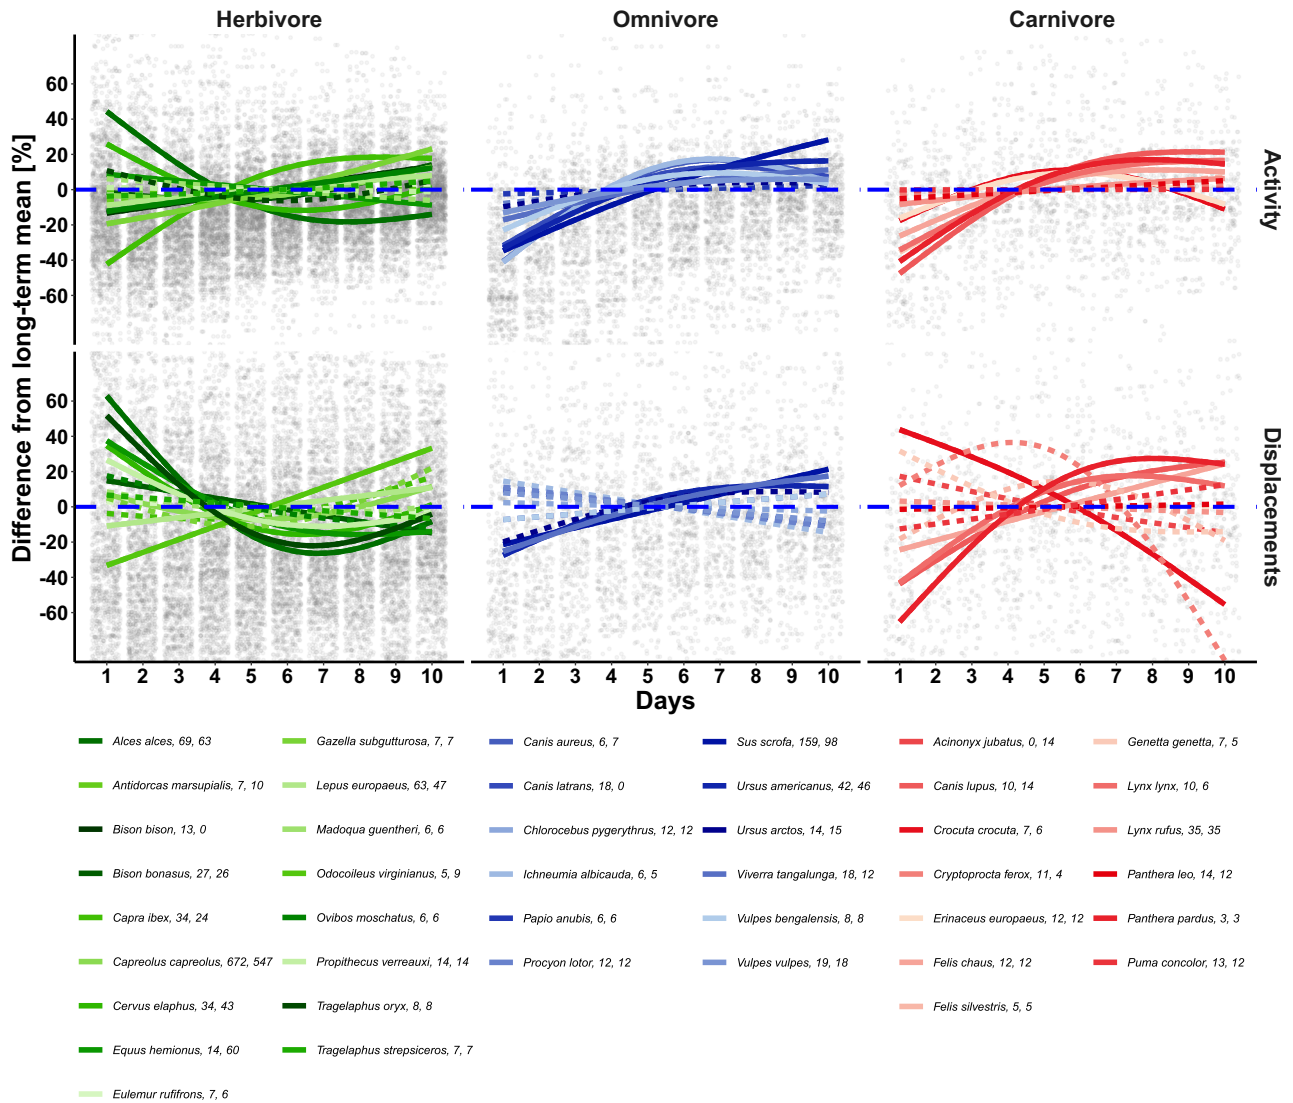 Herbivore
Omnivore
Carnivore
Difference from long-term mean [%]
60
40
20
0
-20
-40
-60
Activity
60
40
20
0
-20
-40
-60
Displacements
1 2 3 4 5 6 7 8 9 10
1 2 3 4 5 6 7 8 9 10
1 2 3 4 5 6 7 8 9 10
Days
Alces alces, 69, 63
Antidorcas marsupialis, 7, 10
Bison bison, 13, 0
Bison bonasus, 27, 26
Capra ibex, 34, 24
Capreolus capreolus, 672, 547
Cervus elaphus, 34, 43
Equus hemionus, 14, 60
Eulemur rufifrons, 7, 6
Gazella subgutturosa, 7, 7
Lepus europaeus, 63, 47
Madoqua guentheri, 6, 6
Odocoileus virginianus, 5, 9
Ovibos moschatus, 6, 6
Propithecus verreauxi, 14, 14
Tragelaphus oryx, 8, 8
Tragelaphus strepsiceros, 7, 7
Canis aureus, 6, 7
Canis latrans, 18, 0
Chlorocebus pygerythrus, 12, 12
Ichneumia albicauda, 6, 5
Papio anubis, 6, 6
Procyon lotor, 12, 12
Sus scrofa, 159, 98
Ursus americanus, 42, 46
Ursus arctos, 14, 15
Viverra tangalunga, 18, 12
Vulpes bengalensis, 8, 8
Vulpes vulpes, 19, 18
Acinonyx jubatus, 0, 14
Canis lupus, 10, 14
Crocuta crocuta, 7, 6
Cryptoprocta ferox, 11, 4
Erinaceus europaeus, 12, 12
Felis chaus, 12, 12
Felis silvestris, 5, 5
Genetta genetta, 7, 5
Lynx lynx, 10, 6
Lynx rufus, 35, 35
Panthera leo, 14, 12
Panthera pardus, 3, 3
Puma concolor, 13, 12